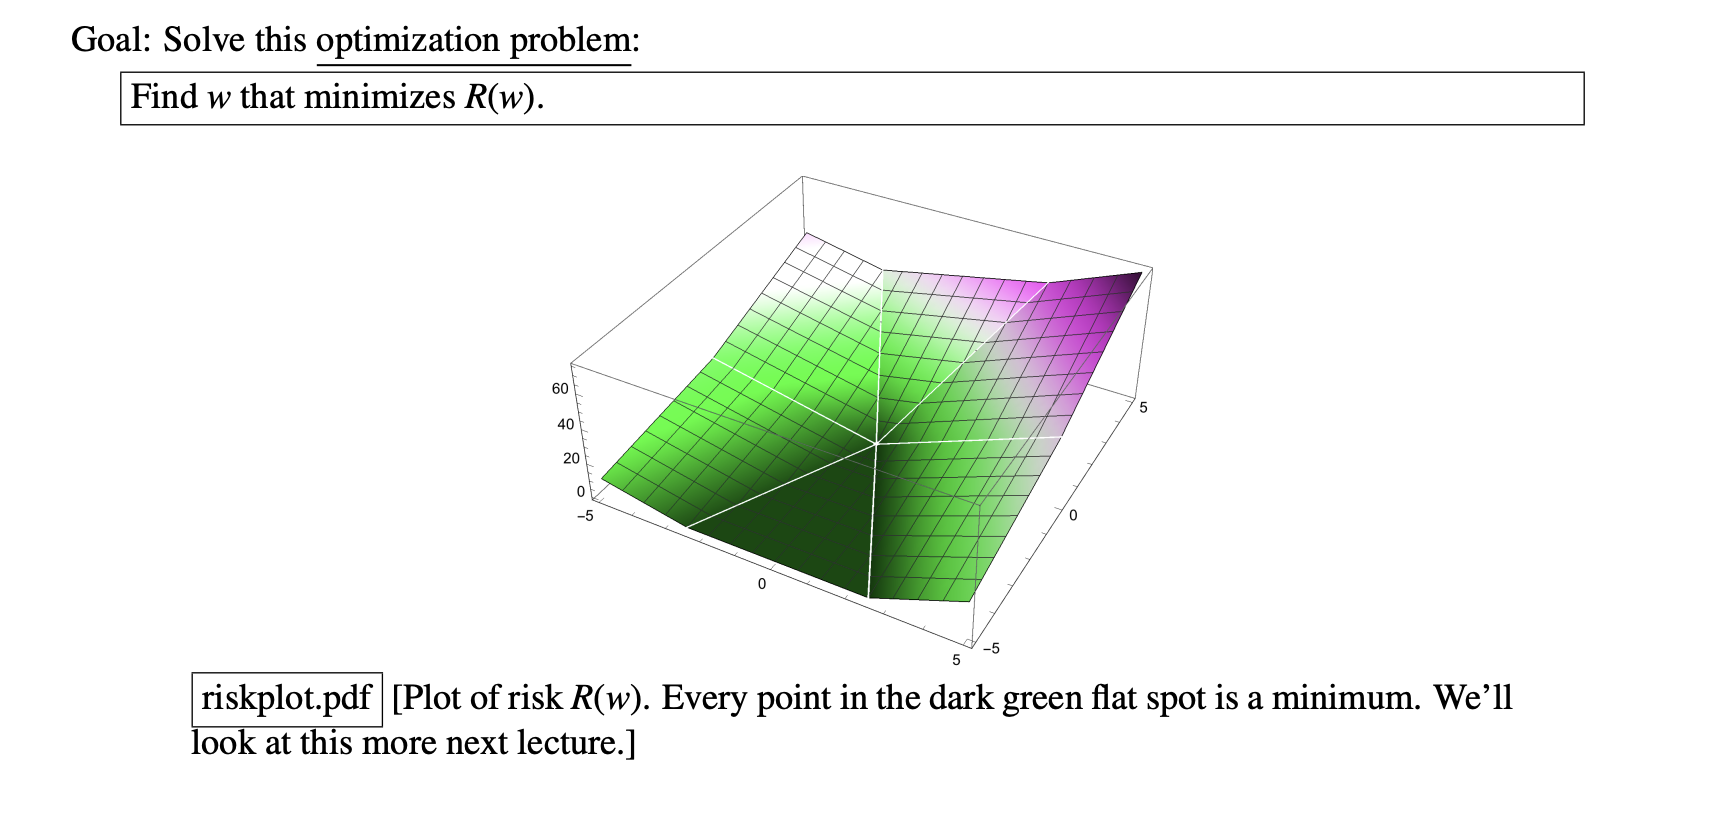 Goal: Solve this optimization problem:
Find w that minimizes R(w).
60
40
20
0
−5
0
5
−5
0
5
riskplot.pdf [Plot of risk R(w). Every point in the dark green flat spot is a minimum. We’ll
look at this more next lecture.]